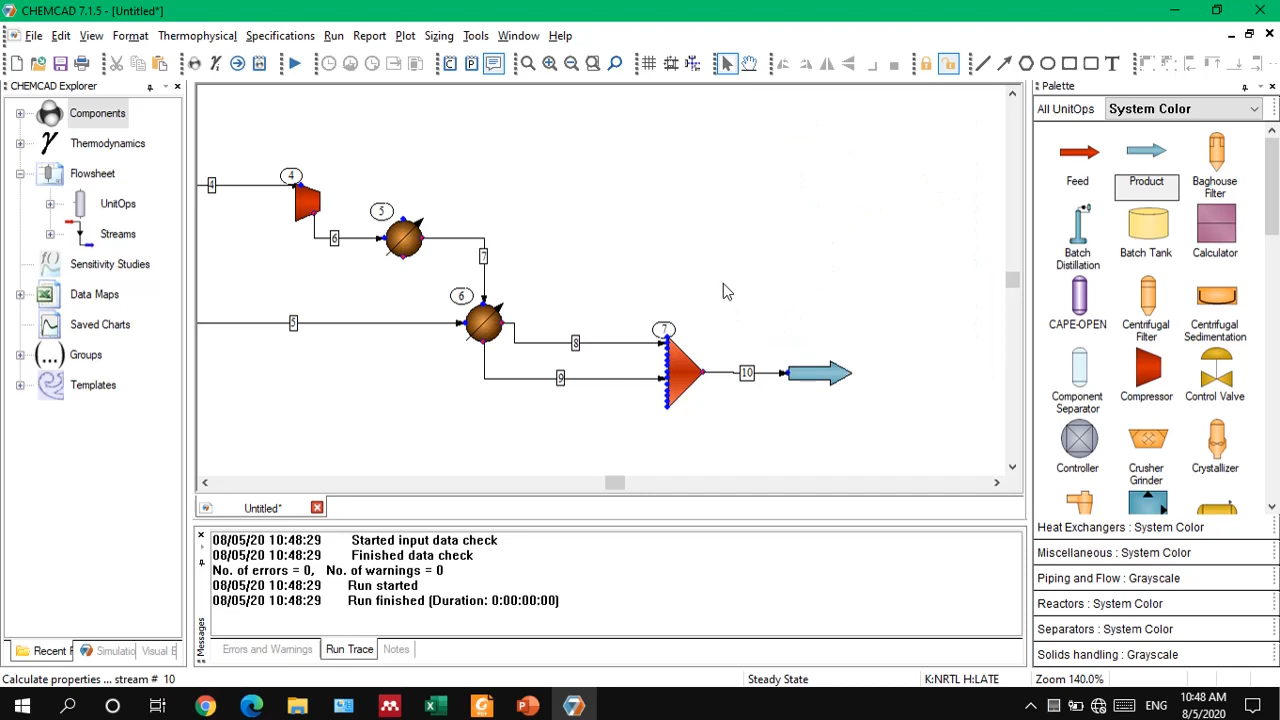 CHEMCAD 7.1.5 - [Untitled*]
File Edit View Format Thermophysical Specifications Run Report Plot Sizing Tools Window Help
CHEMCAD Explorer
Components
Thermodynamics
Flowsheet
UnitOps
Streams
Sensitivity Studies
Data Maps
Saved Charts
Groups
Templates
Recent F
Simulatio
Visual E
4
4
5
6
7
6
5
7
8
9
10
Untitled*
08/05/20 10:48:29 Started input data check
08/05/20 10:48:29 Finished data check
No. of errors = 0, No. of warnings = 0
08/05/20 10:48:29 Run started
08/05/20 10:48:29 Run finished (Duration: 0:00:00:00)
Messages
Errors and Warnings Run Trace Notes
Palette
All UnitOps System Color
Feed
Product
Baghouse
Filter
Batch
Distillation
Batch Tank
Calculator
CAPE-OPEN
Centrifugal
Filter
Centrifugal
Sedimentation
Component
Separator
Compressor
Control Valve
Controller
Crusher
Grinder
Crystallizer
Heat Exchangers : System Color
Miscellaneous : System Color
Piping and Flow : Grayscale
Reactors : System Color
Separators : System Color
Solids handling : Grayscale
Calculate properties ... stream # 10
Steady State
K:NRTL H:LATE
Zoom 140.0%
ENG
10:48 AM
8/5/2020